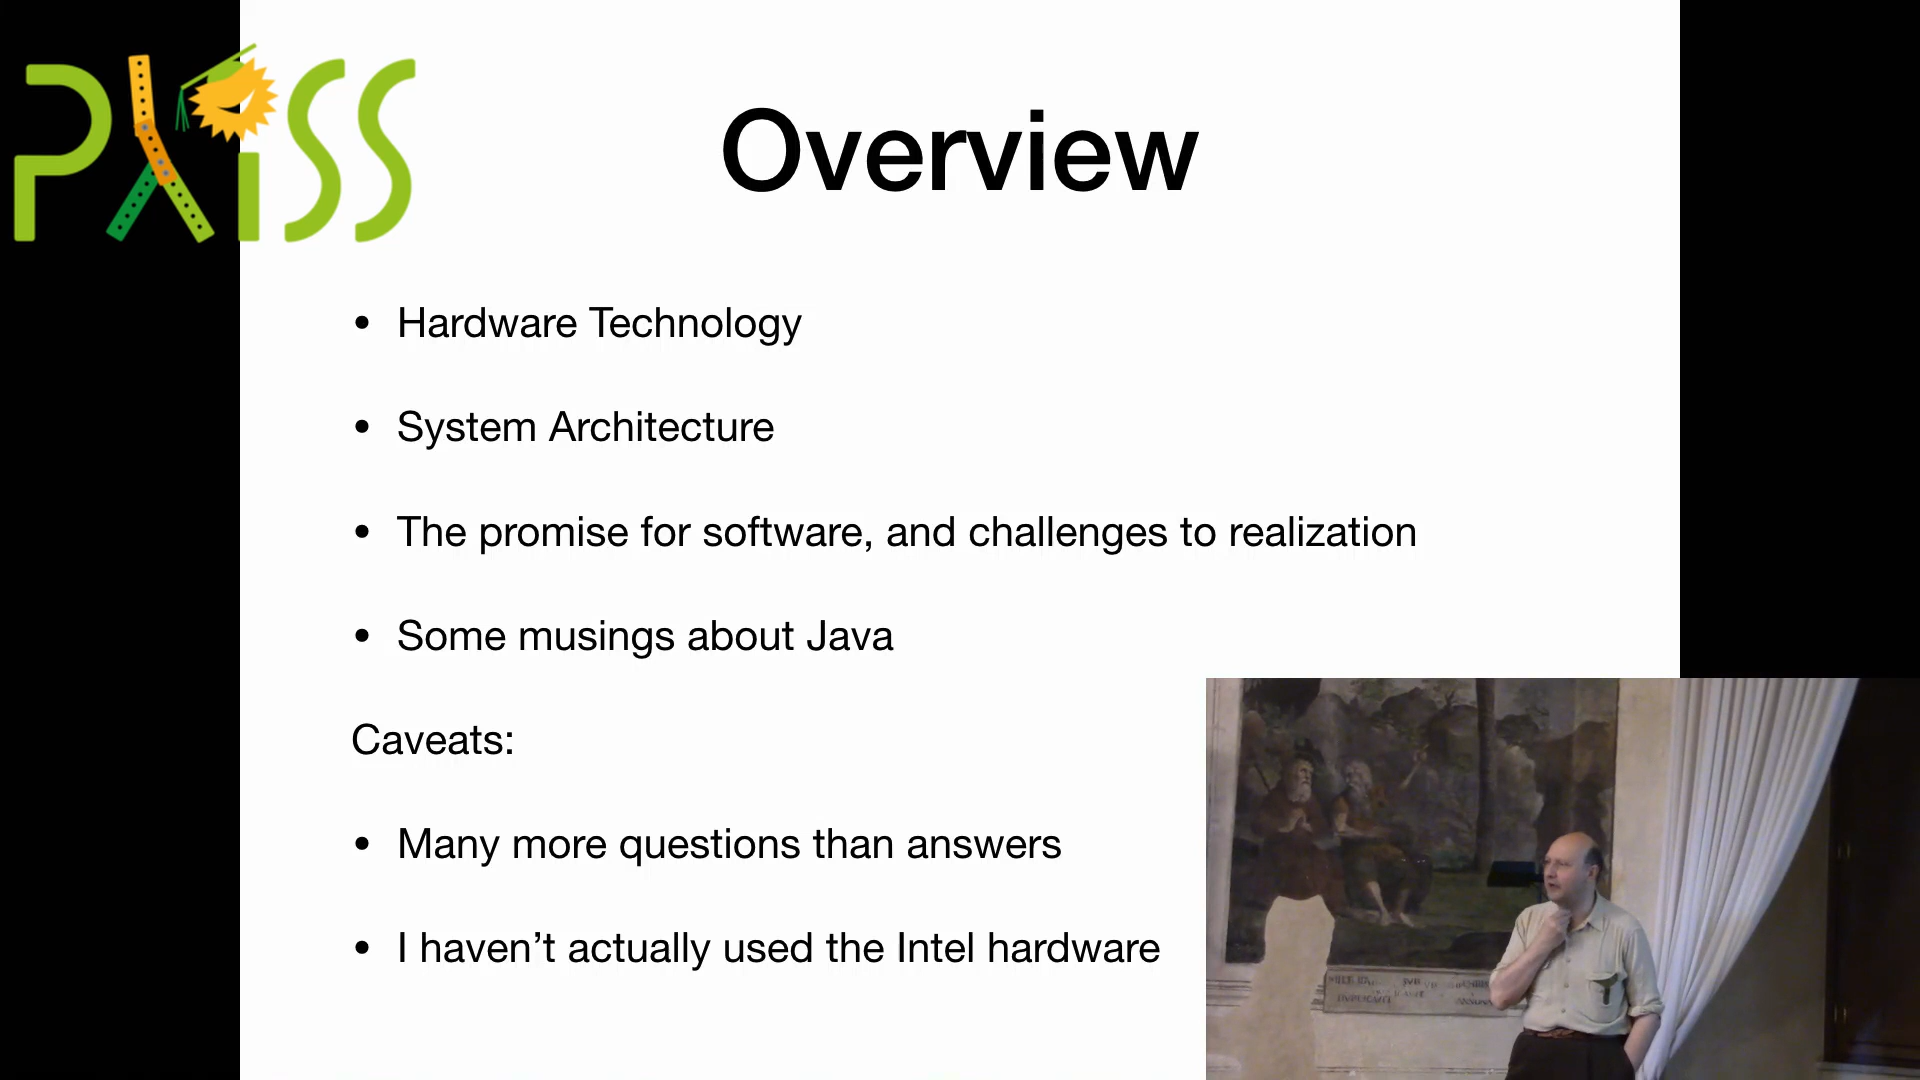 PLISS
Overview
• Hardware Technology
• System Architecture
• The promise for software, and challenges to realization
• Some musings about Java
Caveats:
• Many more questions than answers
• I haven’t actually used the Intel hardware